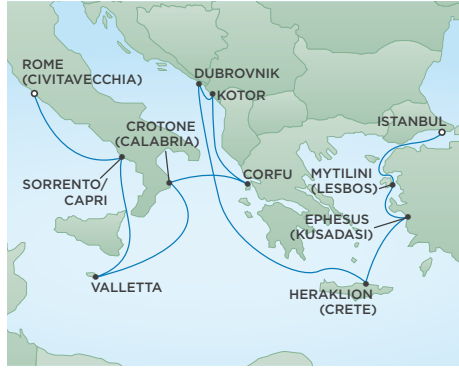 ROME
(CIVITAVECCHIA)
DUBROVNIK
KOTOR
CROTONE
(CALABRIA)
ISTANBUL
SORRENTO/
CAPRI
CORFU
MYTILINI
(LESBOS)
EPHESUS
(KUSADASI)
VALLETTA
HERAKLION
(CRETE)